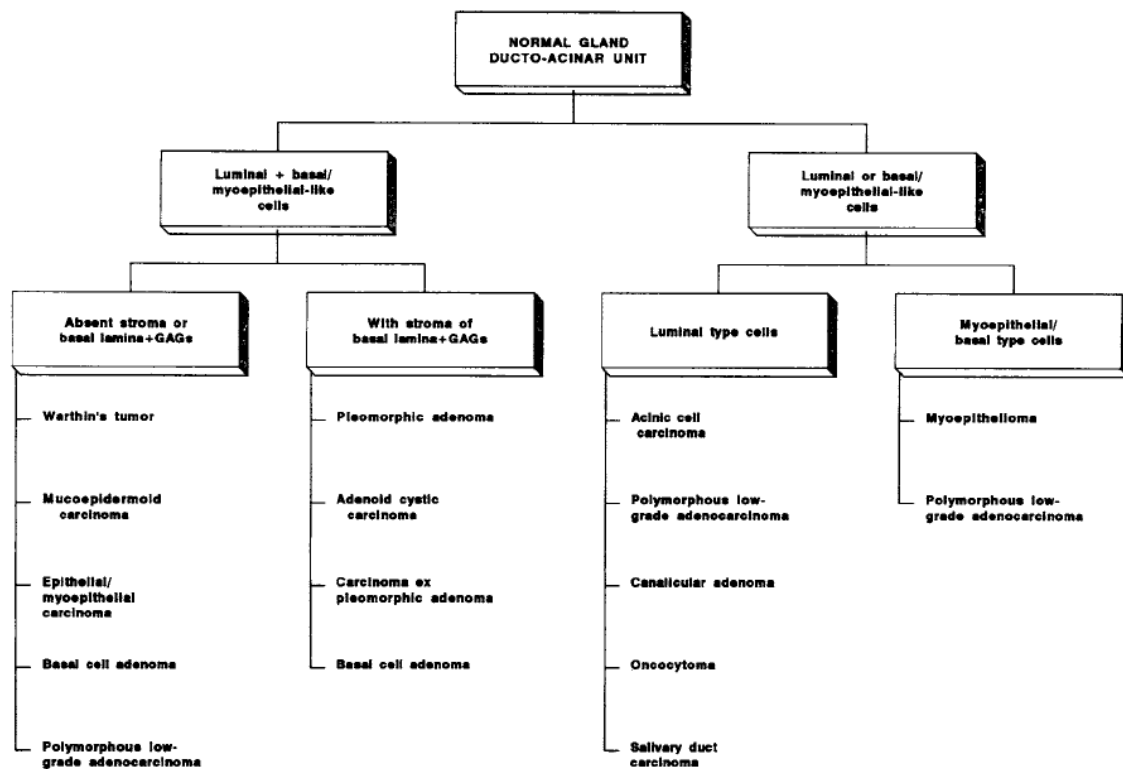 NORMAL GLAND
DUCTO-ACINAR UNIT
Luminal + basal/
myoepithelial-like
cells
Luminal or basal/
myoepithelial-like
cells
Absent stroma or
basal lamina+GAGs
With stroma of
basal lamina+GAGs
Luminal type cells
Myoepithelial/
basal type cells
Warthin's tumor
Mucoepidermoid
carcinoma
Epithelial/
myoepithelial
carcinoma
Basal cell adenoma
Polymorphous low-
grade adenocarcinoma
Pleomorphic adenoma
Adenoid cystic
carcinoma
Carcinoma ex
pleomorphic adenoma
Basal cell adenoma
Acinic cell
carcinoma
Polymorphous low-
grade adenocarcinoma
Canalicular adenoma
Oncocytoma
Salivary duct
carcinoma
Myoepithelioma
Polymorphous low-
grade adenocarcinoma